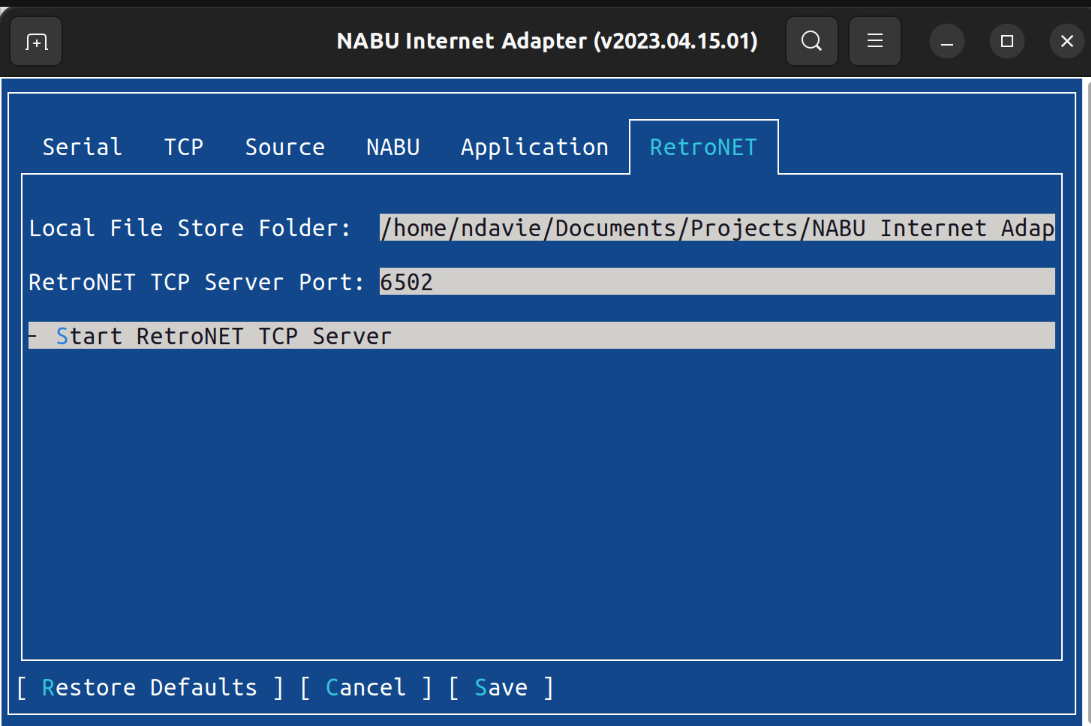 NABU Internet Adapter (v2023.04.15.01)
Serial TCP Source NABU Application RetroNET
Local File Store Folder: /home/ndavie/Documents/Projects/NABU Internet Adap
RetroNET TCP Server Port: 6502
- Start RetroNET TCP Server
[ Restore Defaults ] [ Cancel ] [ Save ]